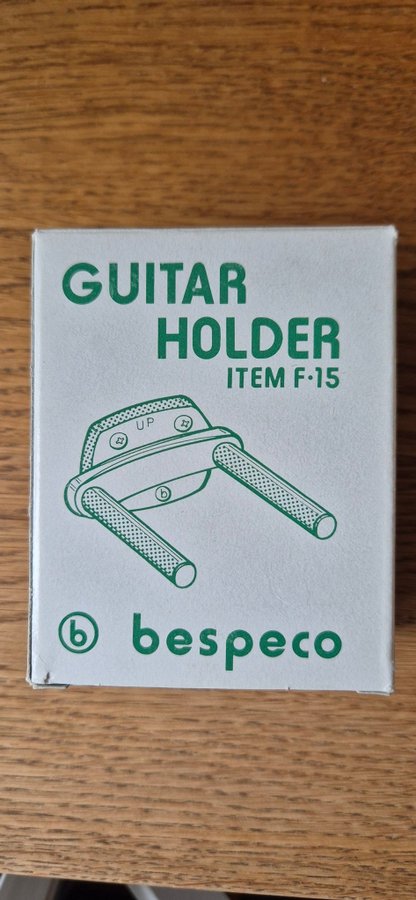 GUITAR
HOLDER
ITEM F·15
UP
b
b bespeco